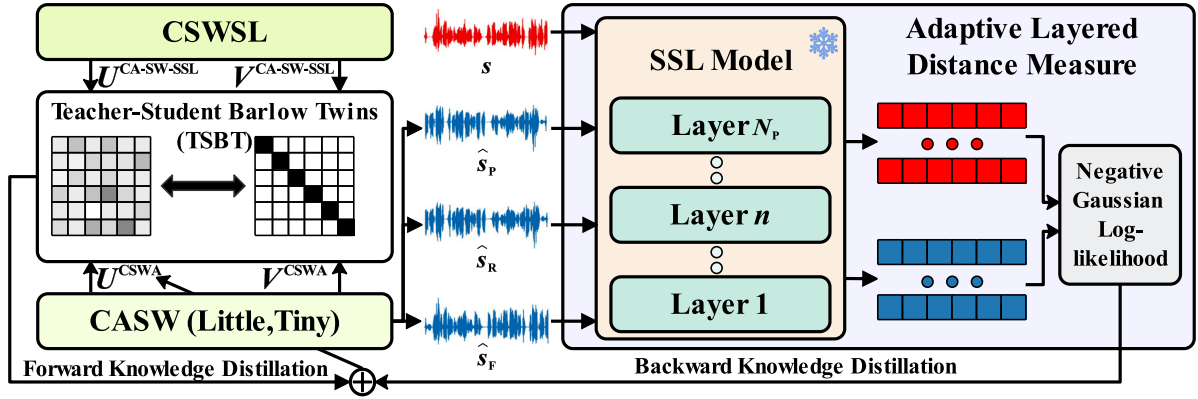 CSWSL
U^CA-SW-SSL
V^CA-SW-SSL
Teacher-Student Barlow Twins
(TSBT)
U^CSWA
V^CSWA
CASW (Little,Tiny)
Forward Knowledge Distillation
s
ŝ_P
ŝ_R
ŝ_F
SSL Model
Layer N_P
Layer n
Layer 1
Adaptive Layered
Distance Measure
Negative
Gaussian
Log-
likelihood
Backward Knowledge Distillation